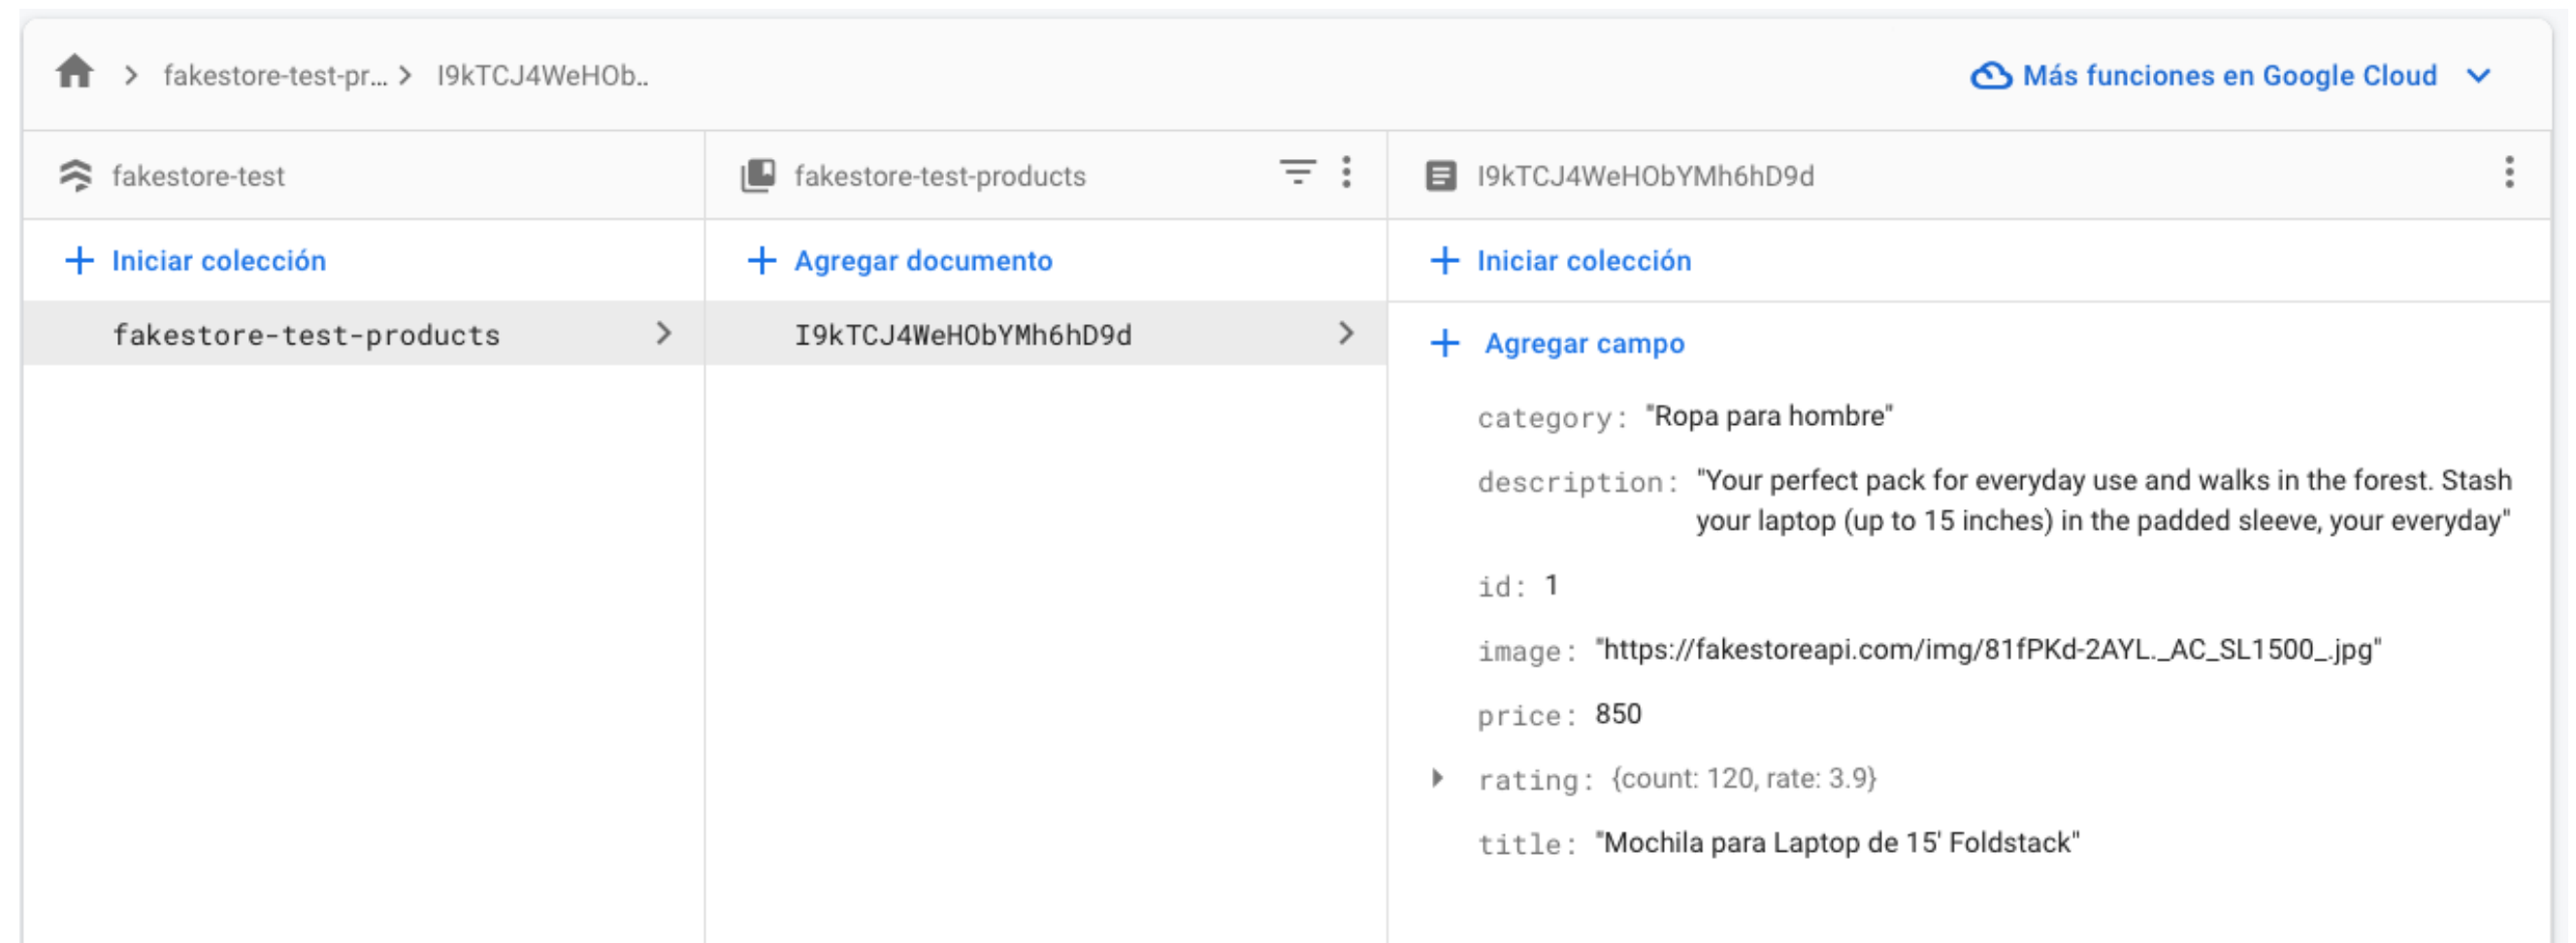 fakestore-test-pr... I9kTCJ4WeHOb.. Más funciones en Google Cloud
fakestore-test
fakestore-test-products
I9kTCJ4WeHObYMh6hD9d
Iniciar colección
Agregar documento
Iniciar colección
fakestore-test-products
I9kTCJ4WeHObYMh6hD9d
Agregar campo
category: "Ropa para hombre"
description: "Your perfect pack for everyday use and walks in the forest. Stash
your laptop (up to 15 inches) in the padded sleeve, your everyday"
id: 1
image: "https://fakestoreapi.com/img/81fPKd-2AYL._AC_SL1500_.jpg"
price: 850
rating: {count: 120, rate: 3.9}
title: "Mochila para Laptop de 15' Foldstack"